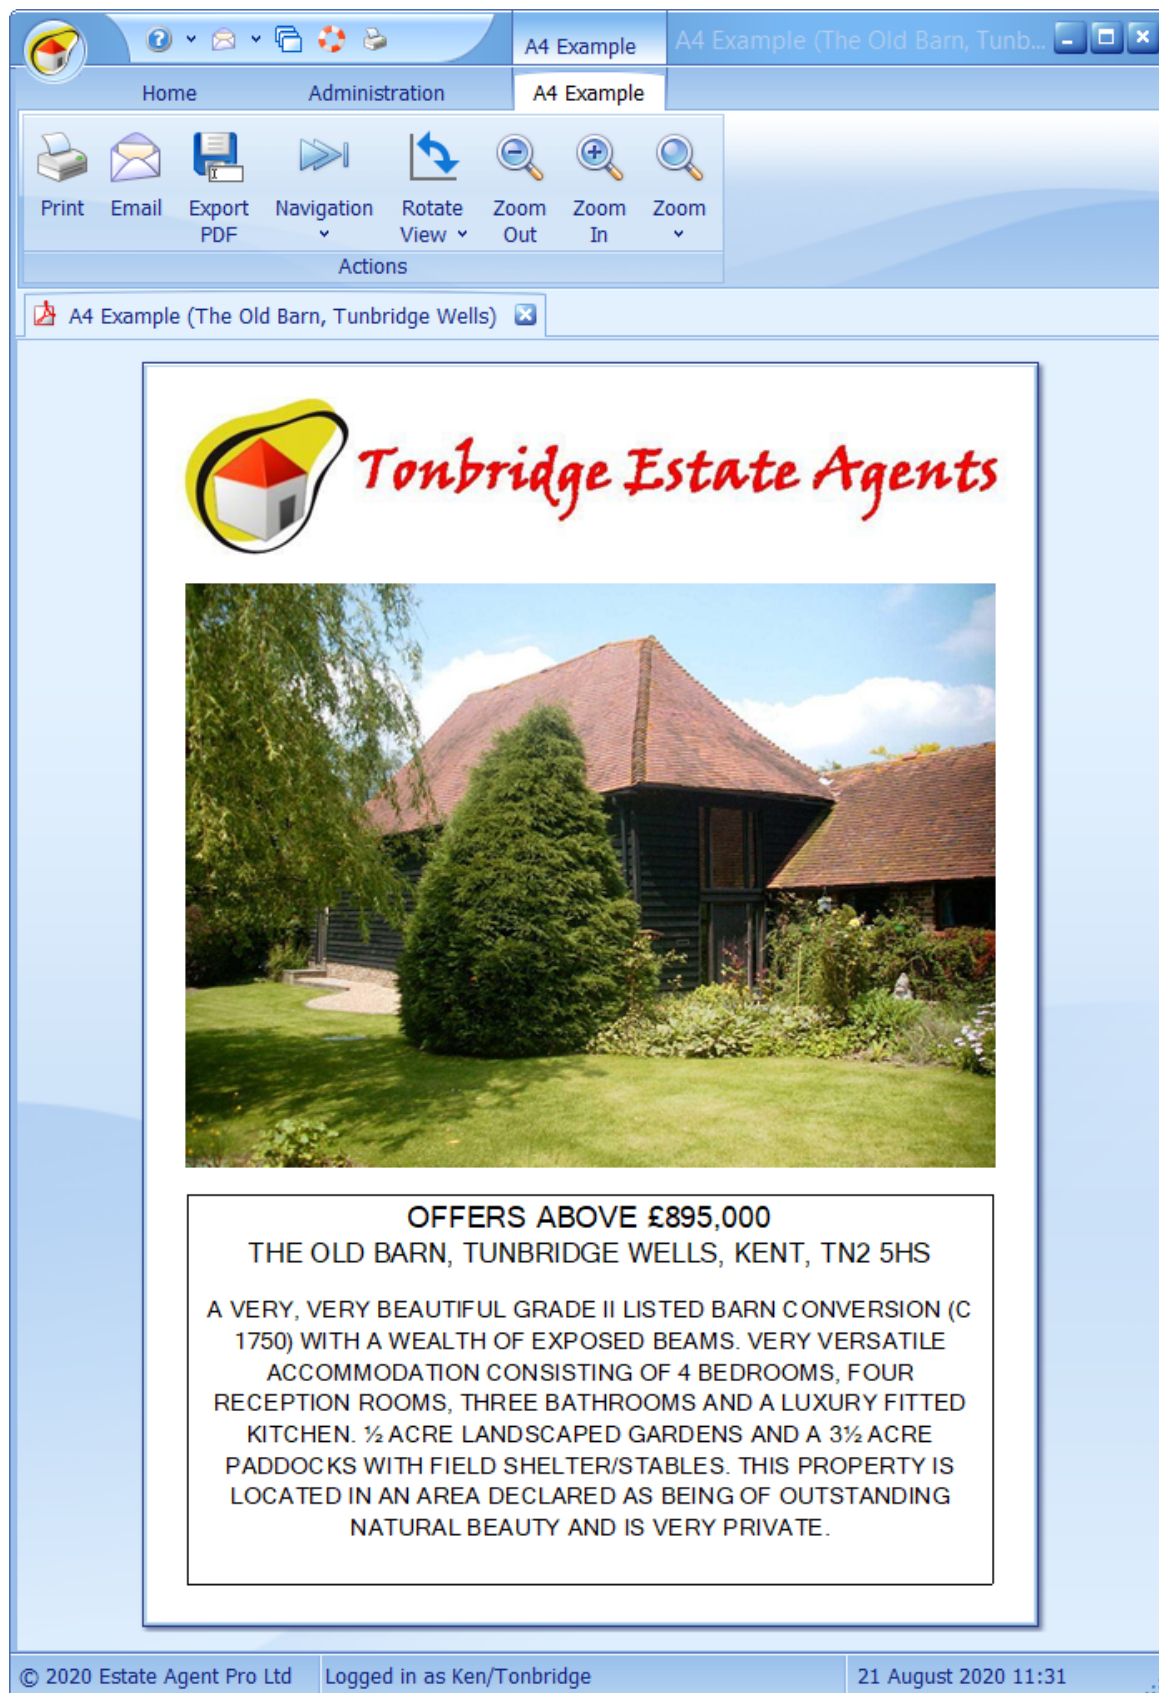 A4 Example
A4 Example (The Old Barn, Tunb...
Home
Administration
A4 Example
Print
Email
Export
PDF
Navigation
Rotate
View
Zoom
Out
Zoom
In
Zoom
Actions
A4 Example (The Old Barn, Tunbridge Wells)
Tonbridge Estate Agents
OFFERS ABOVE £895,000
THE OLD BARN, TUNBRIDGE WELLS, KENT, TN2 5HS
A VERY, VERY BEAUTIFUL GRADE II LISTED BARN CONVERSION (C
1750) WITH A WEALTH OF EXPOSED BEAMS. VERY VERSATILE
ACCOMMODATION CONSISTING OF 4 BEDROOMS, FOUR
RECEPTION ROOMS, THREE BATHROOMS AND A LUXURY FITTED
KITCHEN. ½ ACRE LANDSCAPED GARDENS AND A 3½ ACRE
PADDOCKS WITH FIELD SHELTER/STABLES. THIS PROPERTY IS
LOCATED IN AN AREA DECLARED AS BEING OF OUTSTANDING
NATURAL BEAUTY AND IS VERY PRIVATE.
© 2020 Estate Agent Pro Ltd
Logged in as Ken/Tonbridge
21 August 2020 11:31